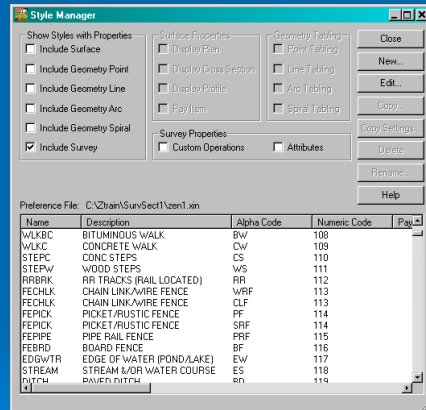 Style Manager
Show Styles with Properties
Include Surface
Include Geometry Point
Include Geometry Line
Include Geometry Arc
Include Geometry Spiral
Include Survey
Surface Properties
Display Plan
Display Cross Section
Display Profile
Pay Item
Geometry Tabling
Point Tabling
Line Tabling
Arc Tabling
Spiral Tabling
Survey Properties
Custom Operations Attributes
Close
New...
Edit...
Copy...
Copy Settings...
Delete
Rename...
Help
Preference File: C:\Ztrain\SurvSect1\zen1.xin
Name Description Alpha Code Numeric Code Pay
WLKBC BITUMINOUS WALK BW 108
WLKC CONCRETE WALK CW 109
STEPC CONC STEPS CS 110
STEPW WOOD STEPS WS 111
RRBRK RR TRACKS (RAIL LOCATED) RR 112
FECHLK CHAIN LINK/WIRE FENCE WRF 113
FECHLK CHAIN LINK/WIRE FENCE CLF 113
FEPICK PICKET/RUSTIC FENCE PF 114
FEPICK PICKET/RUSTIC FENCE SRF 114
FEPIPE PIPE RAIL FENCE PRF 115
FEBRD BOARD FENCE BF 116
EDGWTR EDGE OF WATER (POND/LAKE) EW 117
STREAM STREAM &/OR WATER COURSE ES 118
DITCH PAVED DITCH PD 119